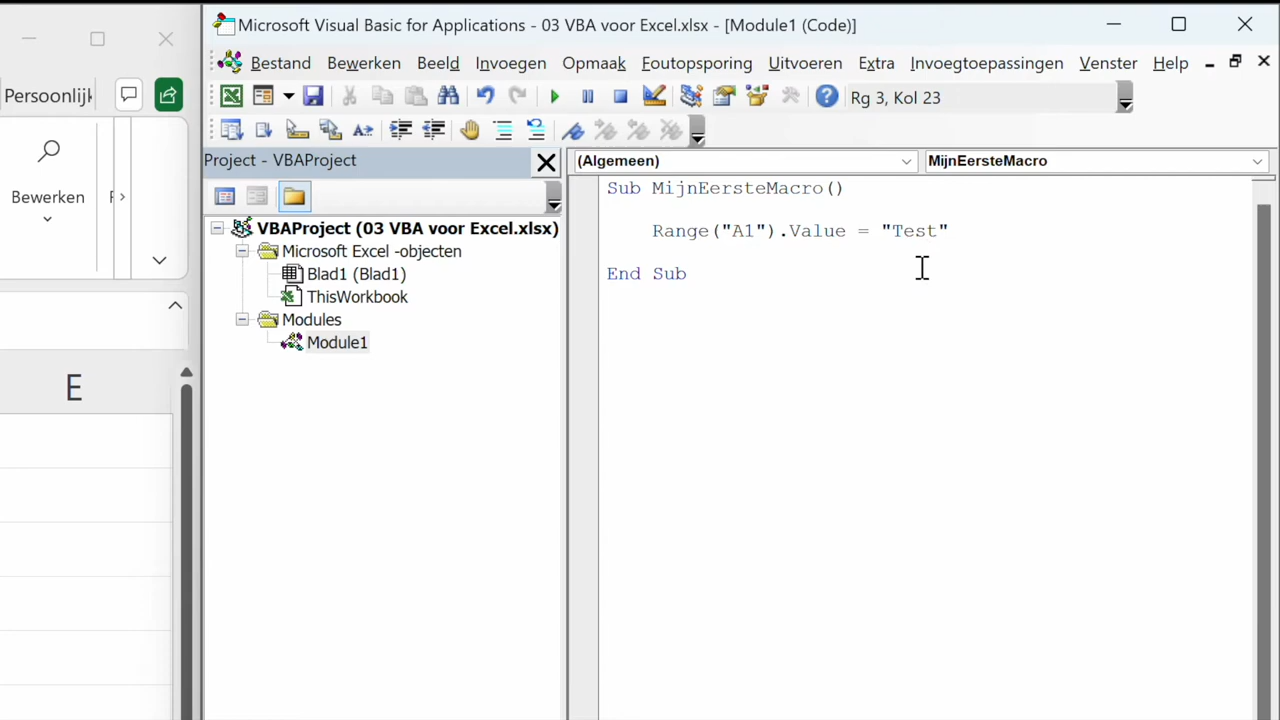 Microsoft Visual Basic for Applications - 03 VBA voor Excel.xlsx - [Module1 (Code)]
Bestand Bewerken Beeld Invoegen Opmaak Foutopsporing Uitvoeren Extra Invoegtoepassingen Venster Help
Persoonlijk
Rg 3, Kol 23
Project - VBAProject
(Algemeen)
MijnEersteMacro
Bewerken
VBAProject (03 VBA voor Excel.xlsx)
Microsoft Excel -objecten
Blad1 (Blad1)
ThisWorkbook
Modules
Module1
Sub MijnEersteMacro()
Range("A1").Value = "Test"
End Sub
E